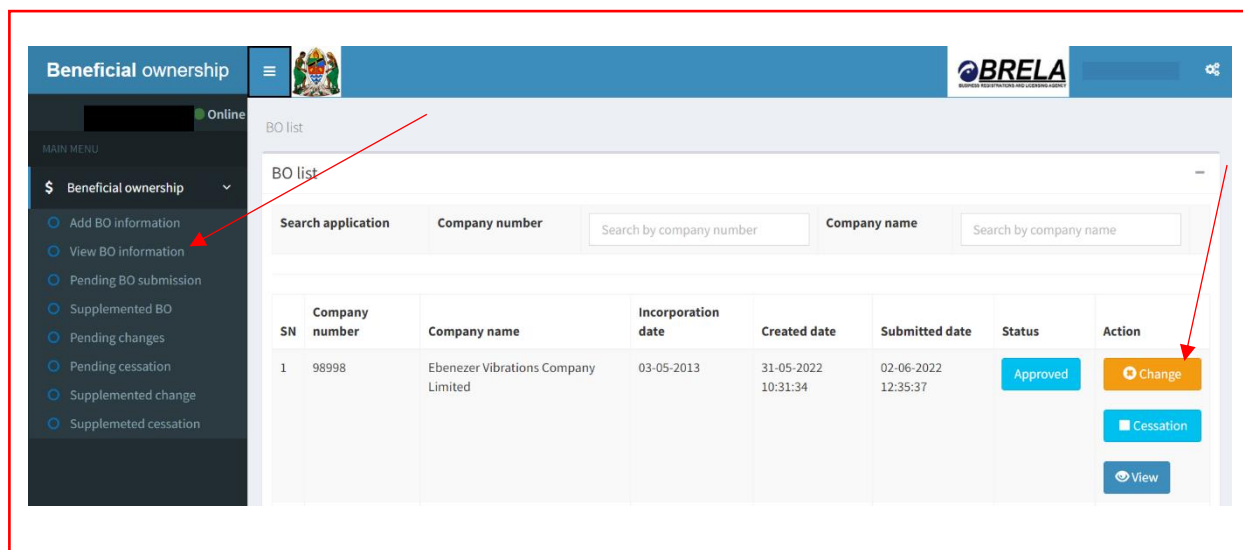 Beneficial ownership
BRELA
BUSINESS REGISTRATIONS AND LICENSING AGENCY
Online
MAIN MENU
$ Beneficial ownership
Add BO information
View BO information
Pending BO submission
Supplemented BO
Pending changes
Pending cessation
Supplemented change
Supplemeted cessation
BO list
BO list
Search application Company number Search by company number Company name Search by company name
SN Company number Company name Incorporation date Created date Submitted date Status Action
1 98998 Ebenezer Vibrations Company Limited 03-05-2013 31-05-2022 10:31:34 02-06-2022 12:35:37 Approved Change
Cessation
View